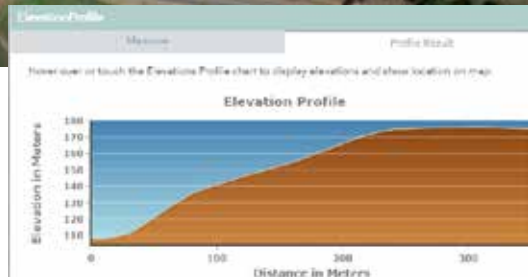 ElevationProfile
Measure Profile Result
Hover over or touch the Elevations Profile chart to display elevations and show location on map.
Elevation Profile
Elevation in Meters
180
170
160
150
140
130
120
110
0 100 200 300
Distance in Meters